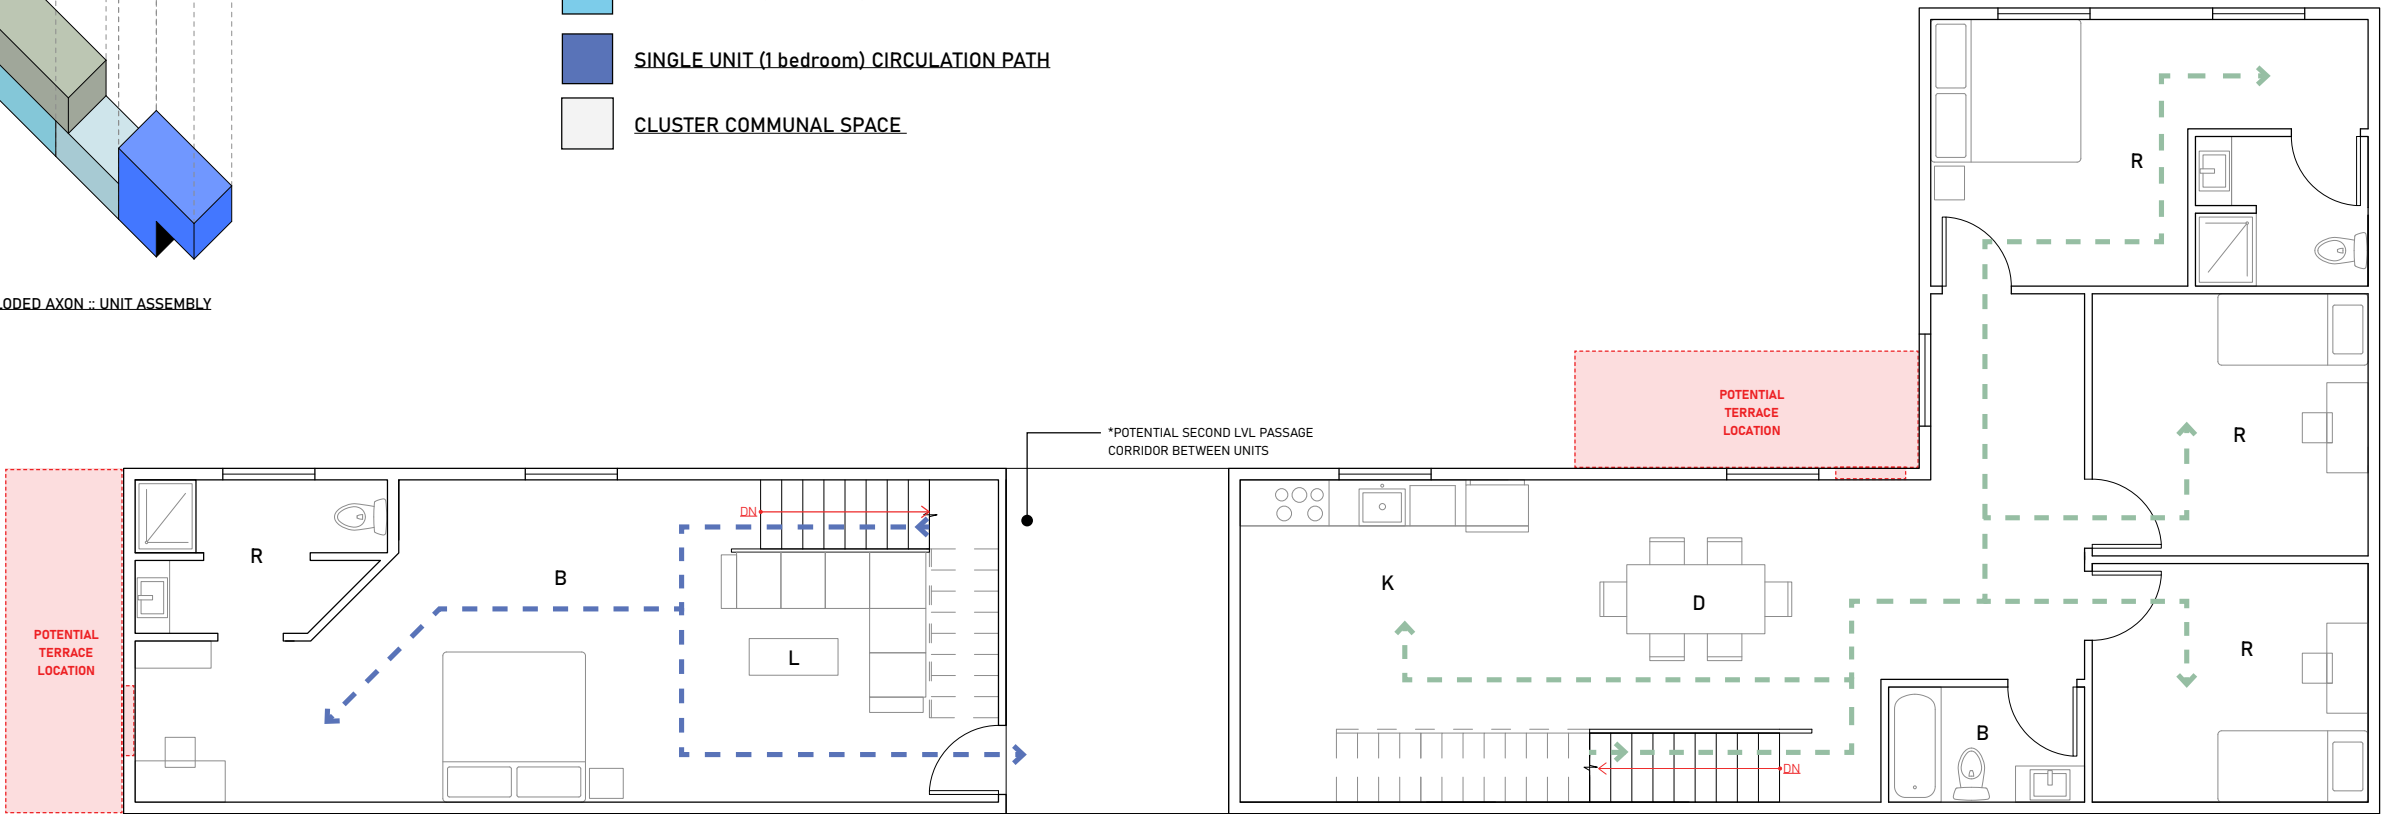 SINGLE UNIT (1 bedroom) CIRCULATION PATH
CLUSTER COMMUNAL SPACE
LODED AXON :: UNIT ASSEMBLY
*POTENTIAL SECOND LVL PASSAGE
CORRIDOR BETWEEN UNITS
POTENTIAL
TERRACE
LOCATION
R
R
DN
R
B
K
D
L
POTENTIAL
TERRACE
LOCATION
R
B
DN